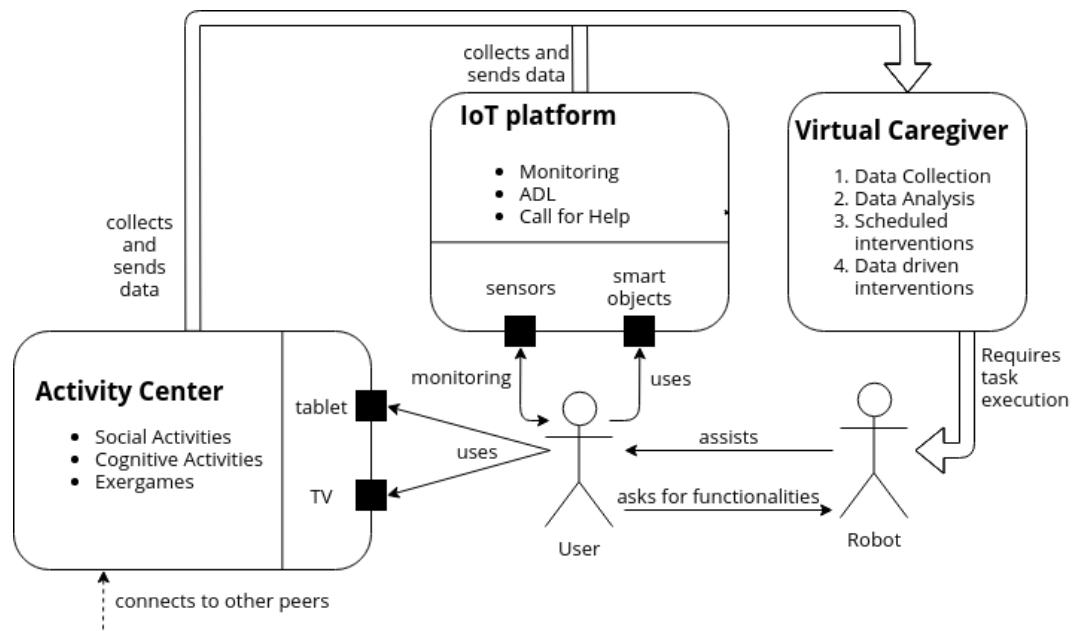 collects and
sends data
IoT platform
• Monitoring
• ADL
• Call for Help
sensors
smart
objects
Virtual Caregiver
1. Data Collection
2. Data Analysis
3. Scheduled
interventions
4. Data driven
interventions
collects
and
sends
data
Activity Center
• Social Activities
• Cognitive Activities
• Exergames
tablet
TV
monitoring
uses
uses
assists
asks for functionalities
User
Robot
Requires
task
execution
connects to other peers